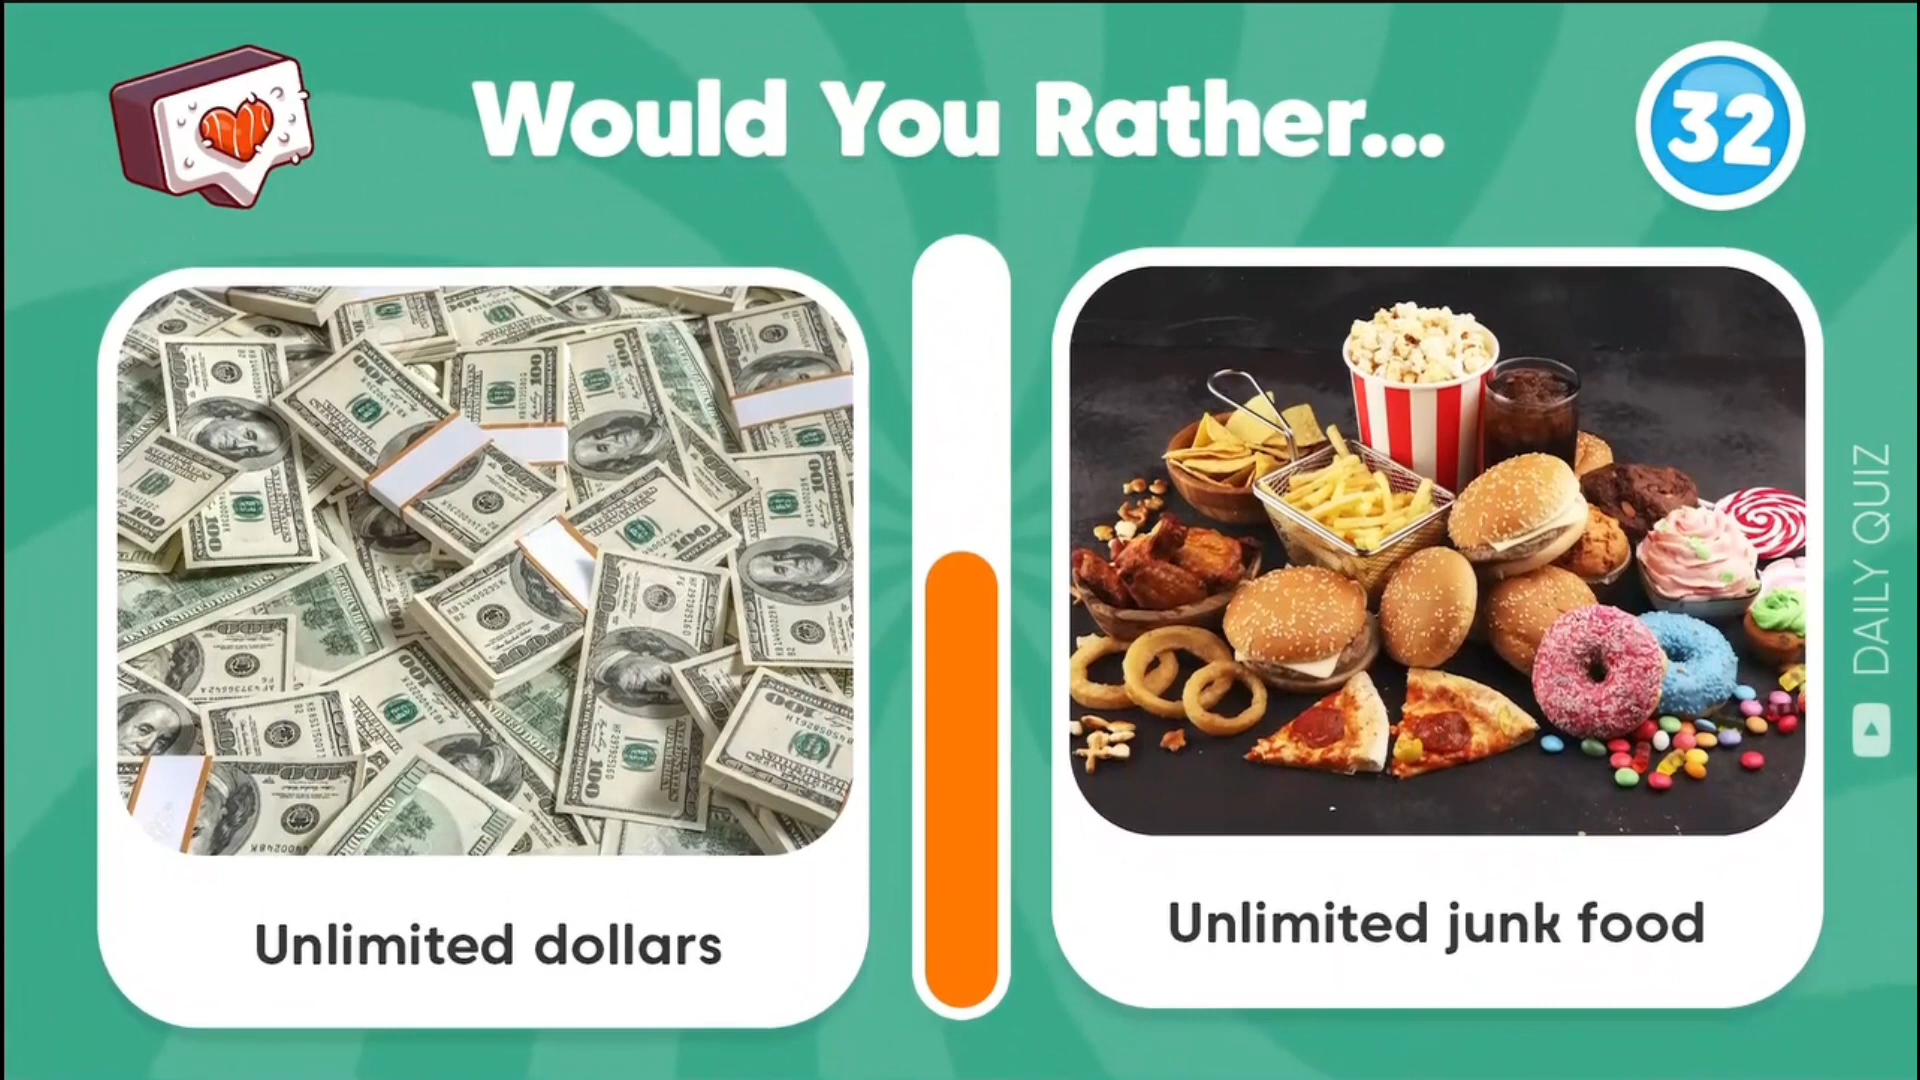 Would You Rather...
32
Unlimited dollars
Unlimited junk food
DAILY QUIZ